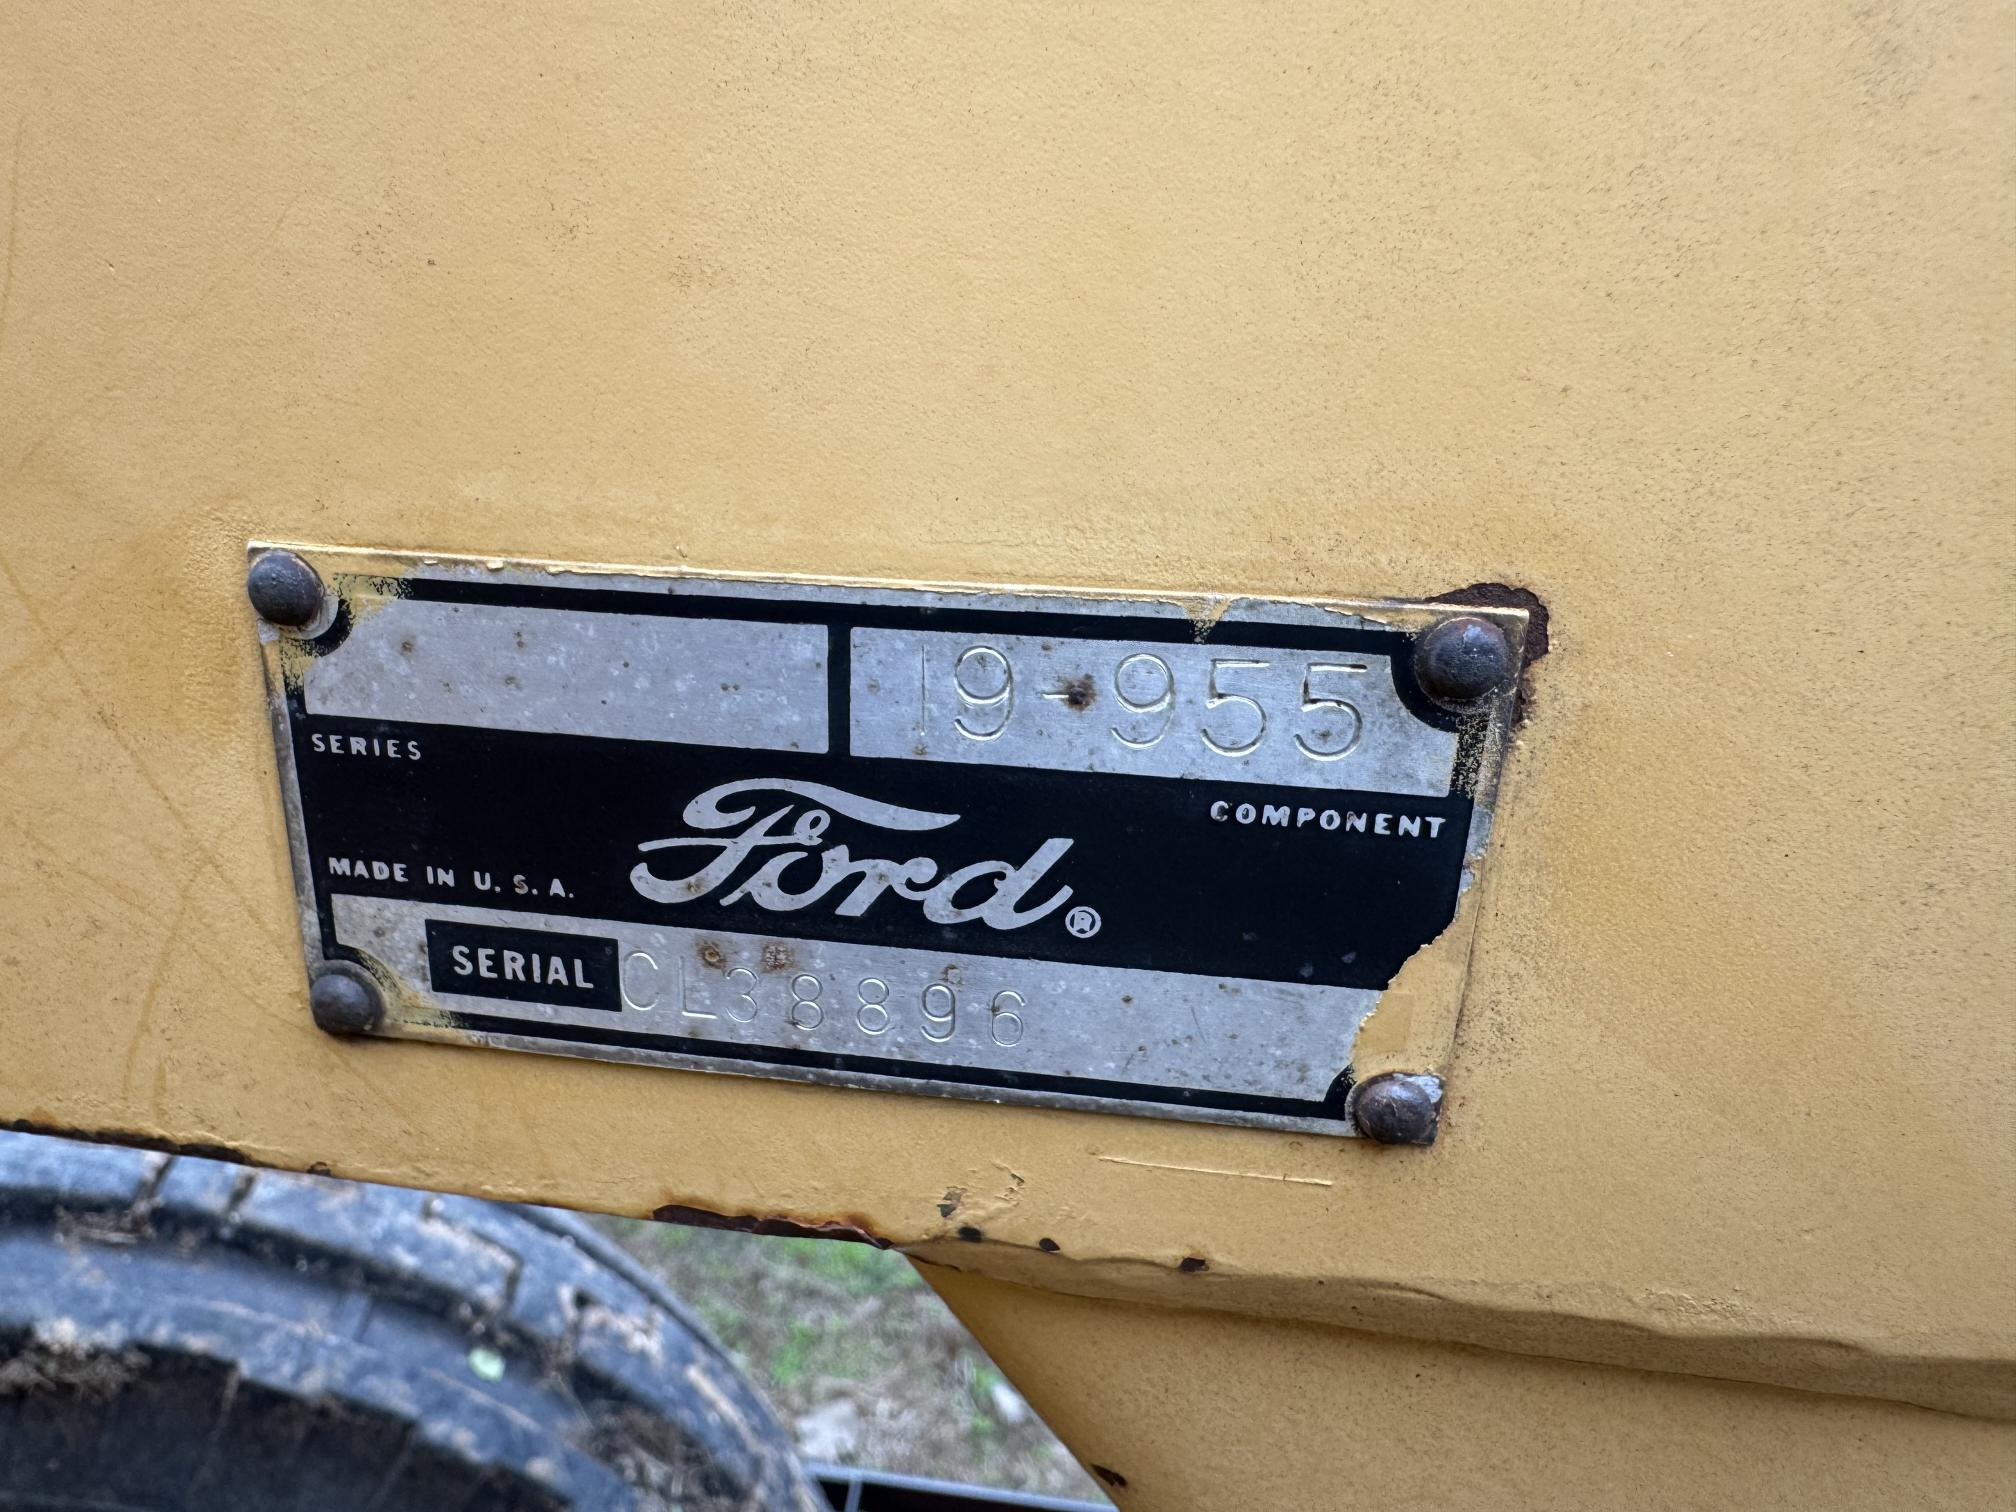 19-955
SERIES
COMPONENT
Ford®
MADE IN U.S.A.
SERIAL CL38896